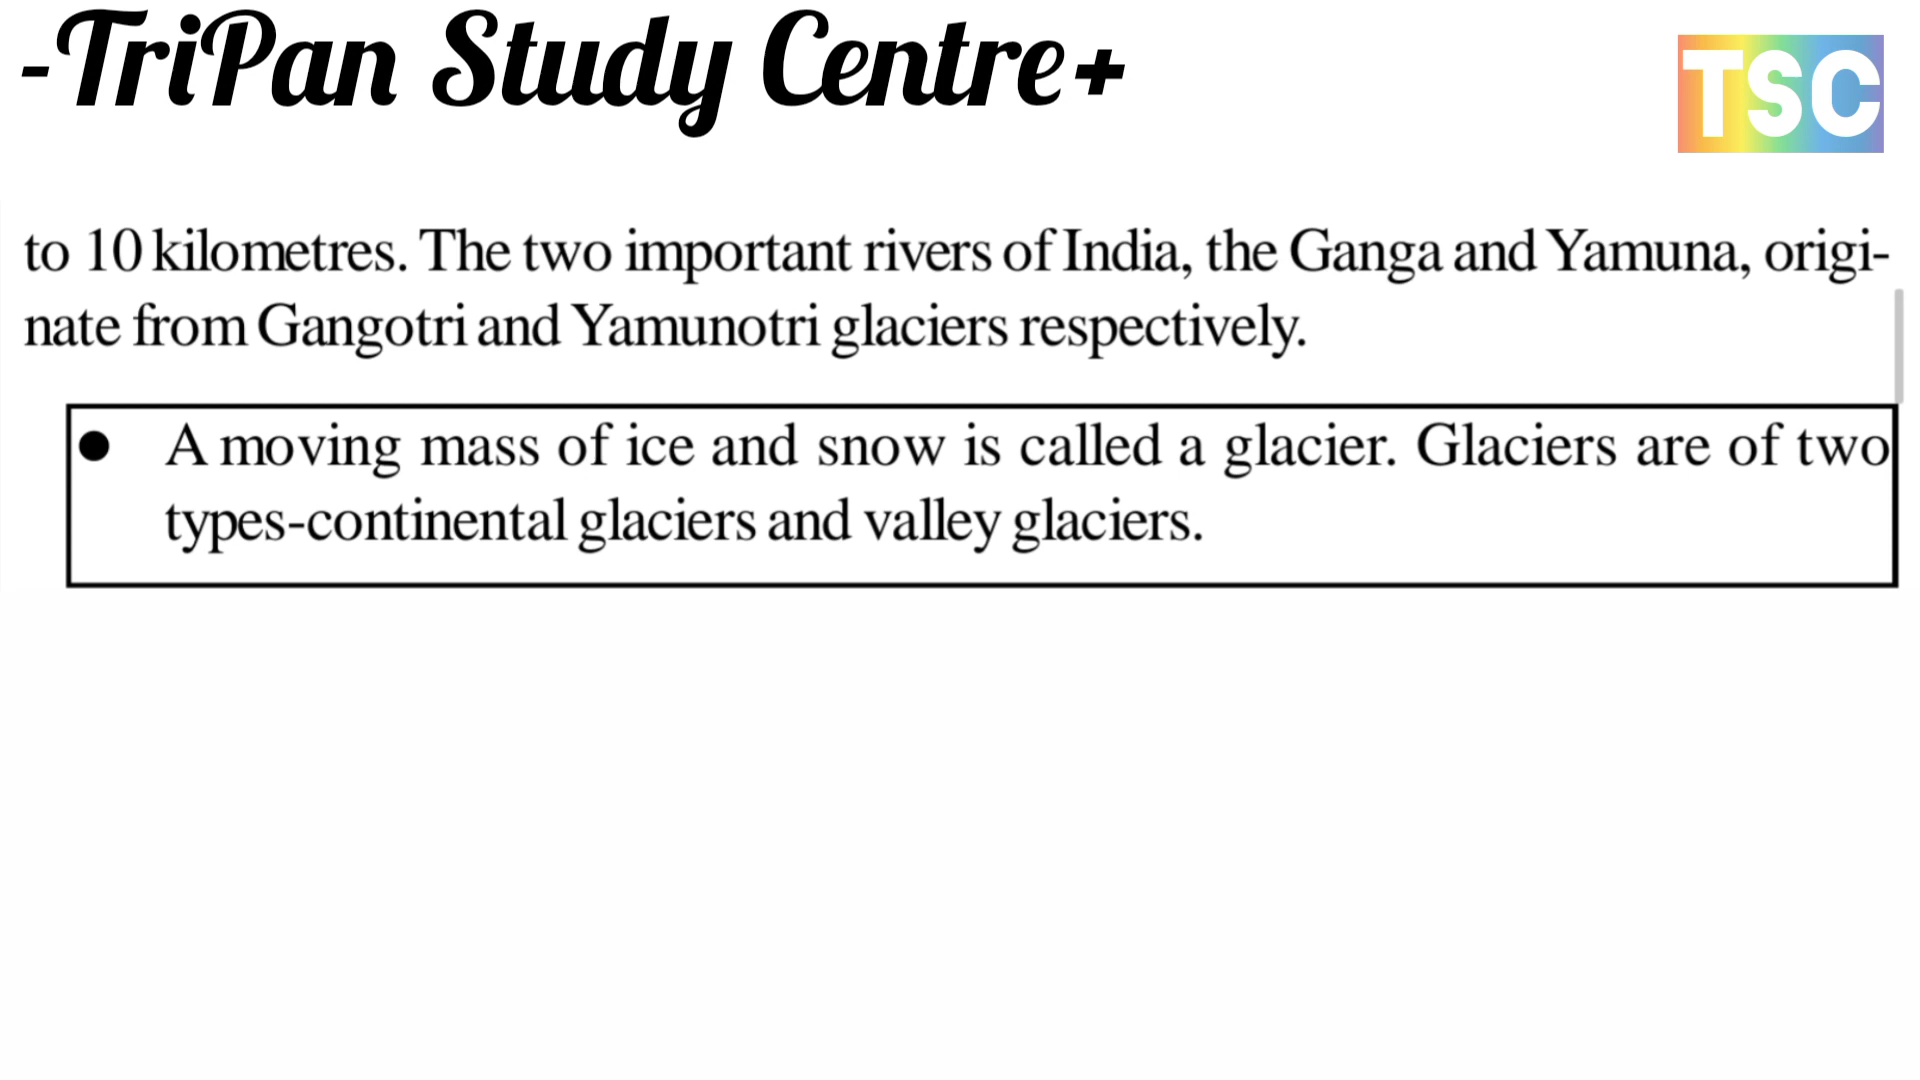 -TriPan Study Centre+
TSC
to 10 kilometres. The two important rivers of India, the Ganga and Yamuna, origi-
nate from Gangotri and Yamunotri glaciers respectively.
● A moving mass of ice and snow is called a glacier. Glaciers are of two
types-continental glaciers and valley glaciers.